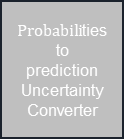 Probabilities
to
prediction
Uncertainty
Converter